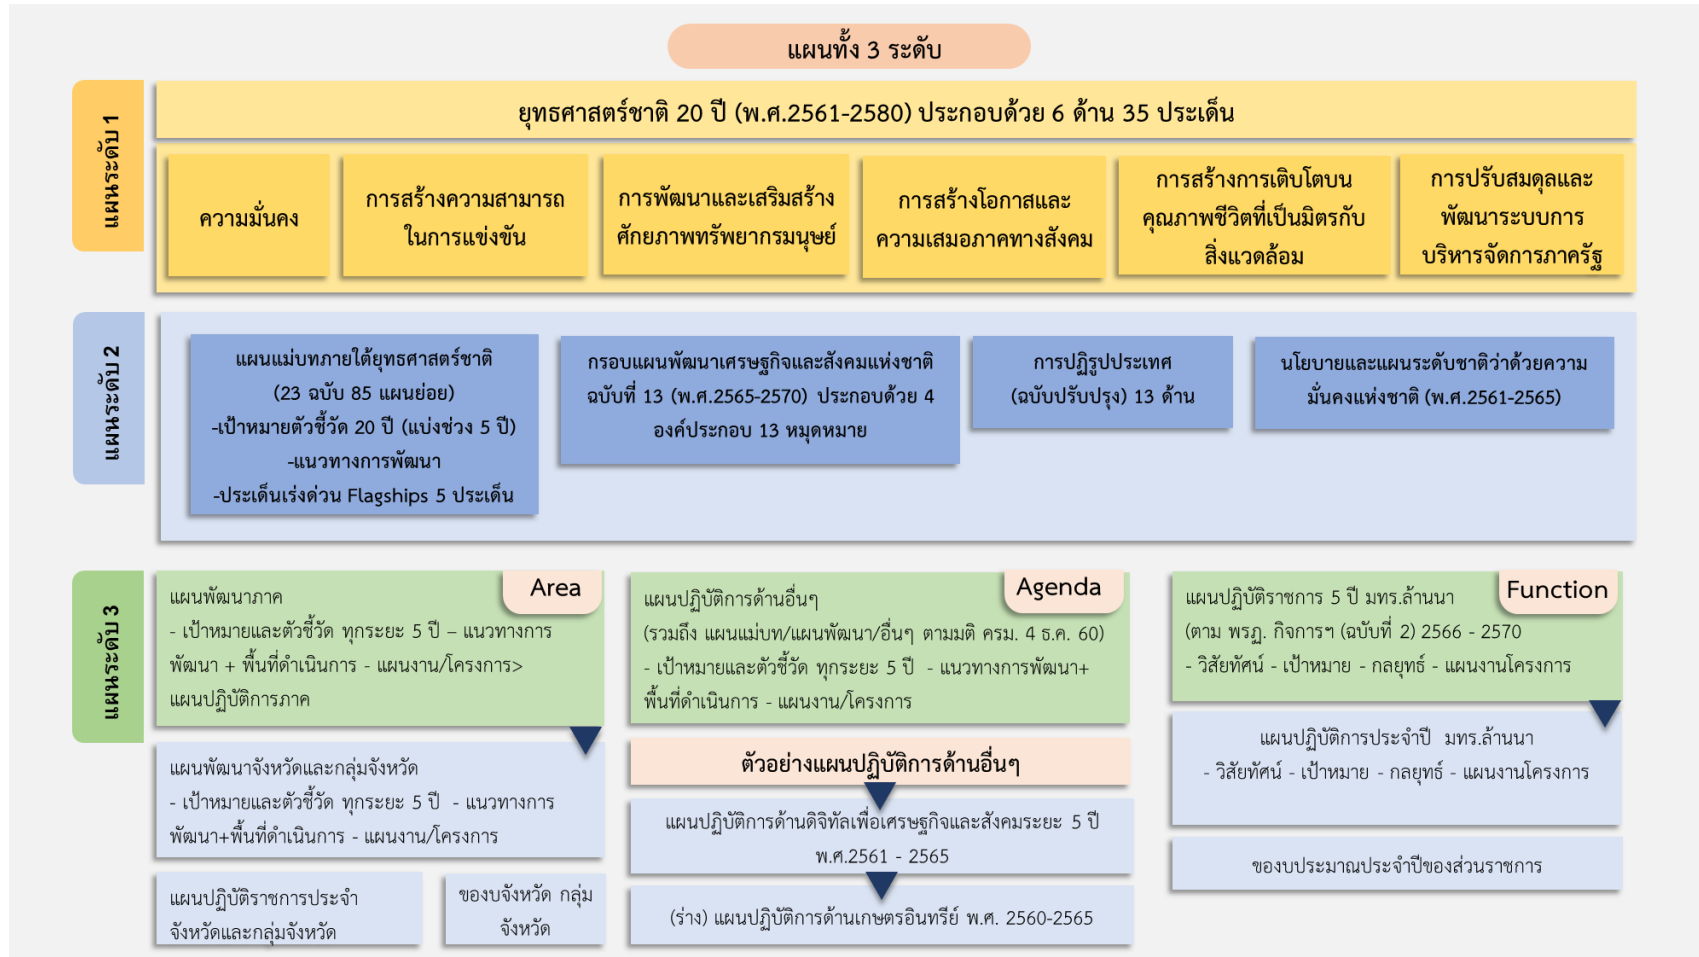 แผนทั้ง 3 ระดับ
แผนระดับ 1
ยุทธศาสตร์ชาติ 20 ปี (พ.ศ.2561-2580) ประกอบด้วย 6 ด้าน 35 ประเด็น
ความมั่นคง
การสร้างความสามารถ
ในการแข่งขัน
การพัฒนาและเสริมสร้าง
ศักยภาพทรัพยากรมนุษย์
การสร้างโอกาสและ
ความเสมอภาคทางสังคม
การสร้างการเติบโตบน
คุณภาพชีวิตที่เป็นมิตรกับ
สิ่งแวดล้อม
การปรับสมดุลและ
พัฒนาระบบการ
บริหารจัดการภาครัฐ
แผนระดับ 2
แผนแม่บทภายใต้ยุทธศาสตร์ชาติ
(23 ฉบับ 85 แผนย่อย)
-เป้าหมายตัวชี้วัด 20 ปี (แบ่งช่วง 5 ปี)
-แนวทางการพัฒนา
-ประเด็นเร่งด่วน Flagships 5 ประเด็น
กรอบแผนพัฒนาเศรษฐกิจและสังคมแห่งชาติ
ฉบับที่ 13 (พ.ศ.2565-2570) ประกอบด้วย 4
องค์ประกอบ 13 หมุดหมาย
การปฏิรูปประเทศ
(ฉบับปรับปรุง) 13 ด้าน
นโยบายและแผนระดับชาติว่าด้วยความ
มั่นคงแห่งชาติ (พ.ศ.2561-2565)
แผนระดับ 3
Area
แผนพัฒนาภาค
- เป้าหมายและตัวชี้วัด ทุกระยะ 5 ปี – แนวทางการ
พัฒนา + พื้นที่ดำเนินการ - แผนงาน/โครงการ>
แผนปฏิบัติการภาค
แผนพัฒนาจังหวัดและกลุ่มจังหวัด
- เป้าหมายและตัวชี้วัด ทุกระยะ 5 ปี - แนวทางการ
พัฒนา+พื้นที่ดำเนินการ - แผนงาน/โครงการ
แผนปฏิบัติราชการประจำ
จังหวัดและกลุ่มจังหวัด
ของบจังหวัด กลุ่ม
จังหวัด
Agenda
แผนปฏิบัติการด้านอื่นๆ
(รวมถึง แผนแม่บท/แผนพัฒนา/อื่นๆ ตามมติ ครม. 4 ธ.ค. 60)
- เป้าหมายและตัวชี้วัด ทุกระยะ 5 ปี - แนวทางการพัฒนา+
พื้นที่ดำเนินการ - แผนงาน/โครงการ
ตัวอย่างแผนปฏิบัติการด้านอื่นๆ
แผนปฏิบัติการด้านดิจิทัลเพื่อเศรษฐกิจและสังคมระยะ 5 ปี
พ.ศ.2561 - 2565
(ร่าง) แผนปฏิบัติการด้านเกษตรอินทรีย์ พ.ศ. 2560-2565
Function
แผนปฏิบัติราชการ 5 ปี มทร.ล้านนา
(ตาม พรฎ. กิจการฯ (ฉบับที่ 2) 2566 - 2570
- วิสัยทัศน์ - เป้าหมาย - กลยุทธ์ - แผนงานโครงการ
แผนปฏิบัติการประจำปี มทร.ล้านนา
- วิสัยทัศน์ - เป้าหมาย - กลยุทธ์ - แผนงานโครงการ
ของบประมาณประจำปีของส่วนราชการ